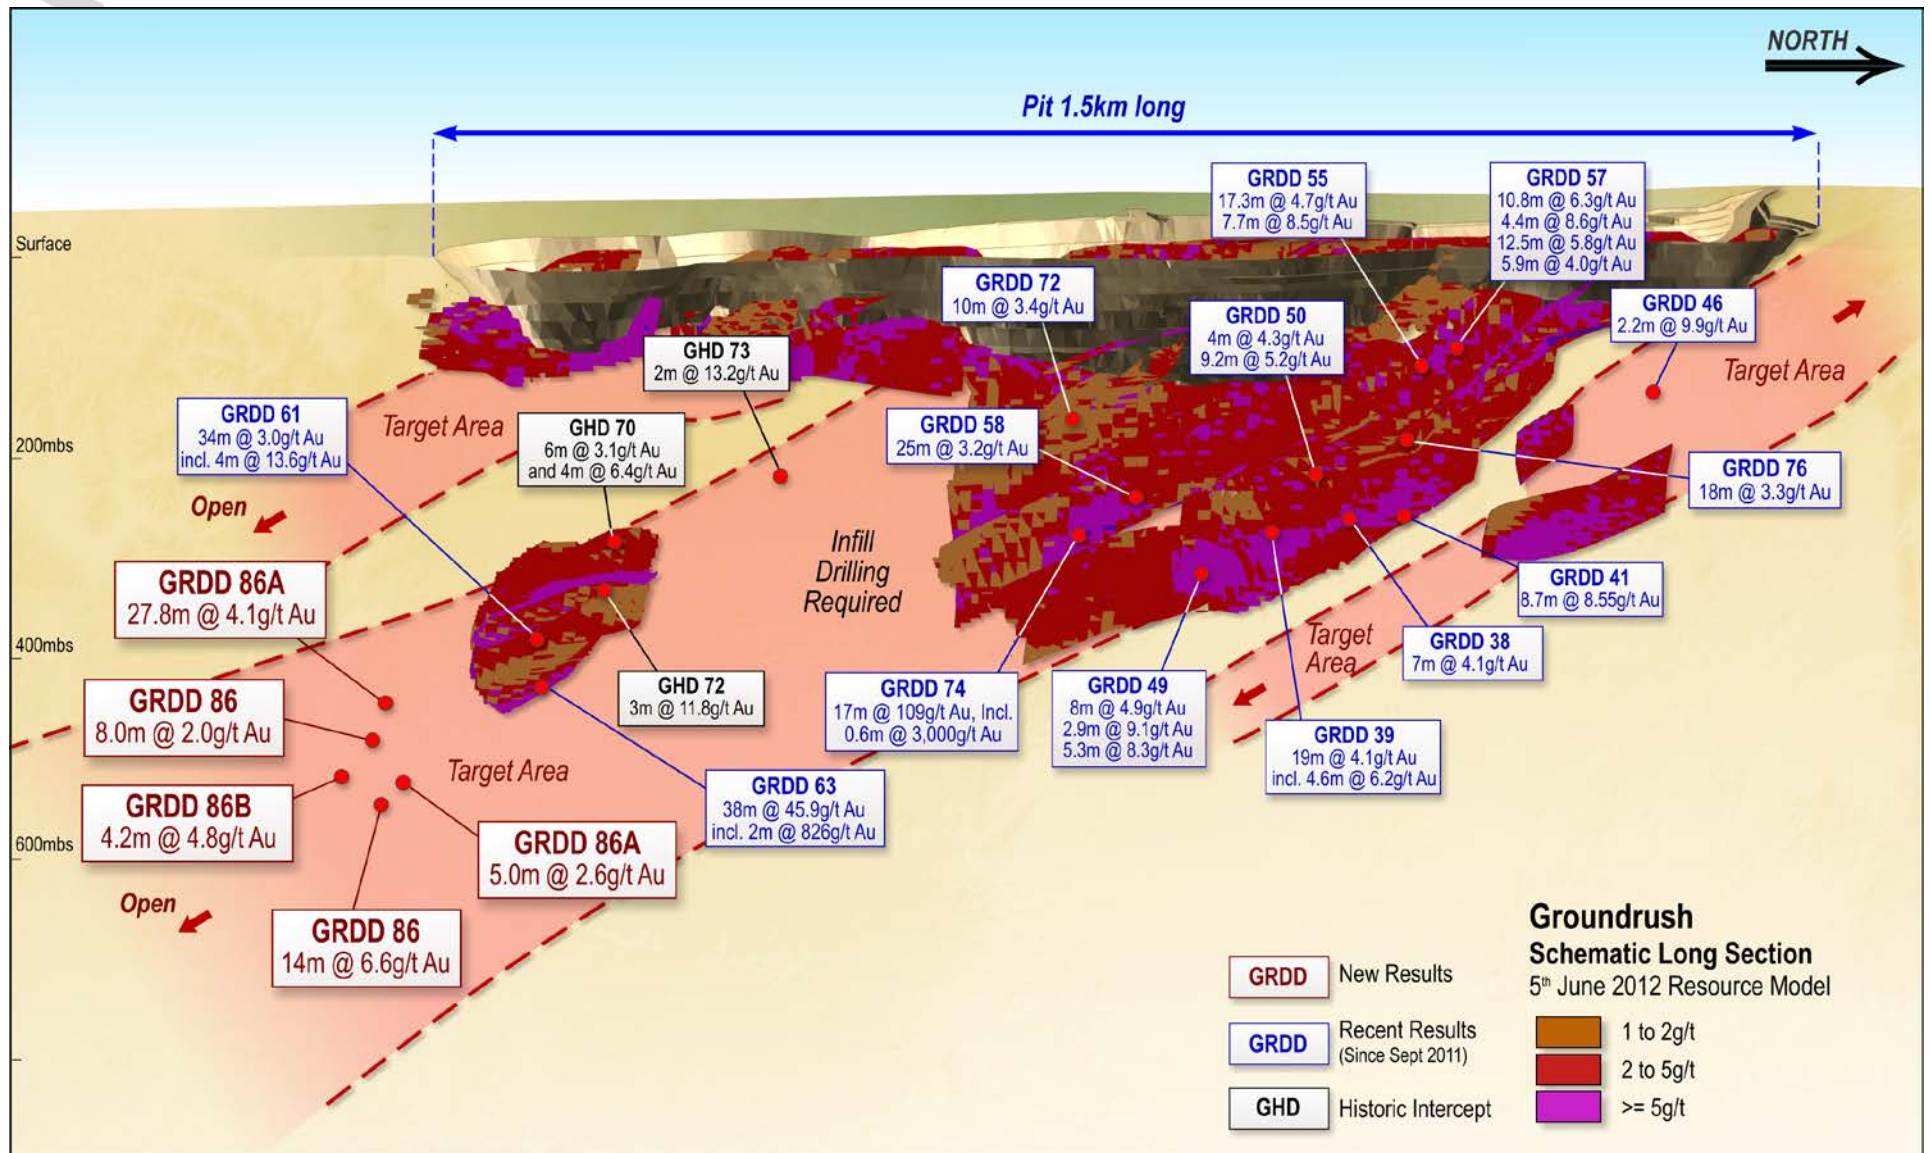 NORTH
Pit 1.5km long
Surface
200mbs
400mbs
600mbs
GRDD 55
17.3m @ 4.7g/t Au
7.7m @ 8.5g/t Au
GRDD 57
10.8m @ 6.3g/t Au
4.4m @ 8.6g/t Au
12.5m @ 5.8g/t Au
5.9m @ 4.0g/t Au
GRDD 72
10m @ 3.4g/t Au
GRDD 50
4m @ 4.3g/t Au
9.2m @ 5.2g/t Au
GRDD 46
2.2m @ 9.9g/t Au
GHD 73
2m @ 13.2g/t Au
Target Area
Target Area
GRDD 61
34m @ 3.0g/t Au
incl. 4m @ 13.6g/t Au
GHD 70
6m @ 3.1g/t Au
and 4m @ 6.4g/t Au
GRDD 58
25m @ 3.2g/t Au
GRDD 76
18m @ 3.3g/t Au
Open
Infill
Drilling
Required
GRDD 86A
27.8m @ 4.1g/t Au
GRDD 41
8.7m @ 8.55g/t Au
Target
Area
GRDD 38
7m @ 4.1g/t Au
GRDD 86
8.0m @ 2.0g/t Au
GHD 72
3m @ 11.8g/t Au
GRDD 74
17m @ 109g/t Au, Incl.
0.6m @ 3,000g/t Au
GRDD 49
8m @ 4.9g/t Au
2.9m @ 9.1g/t Au
5.3m @ 8.3g/t Au
GRDD 39
19m @ 4.1g/t Au
incl. 4.6m @ 6.2g/t Au
Target Area
GRDD 63
38m @ 45.9g/t Au
incl. 2m @ 826g/t Au
GRDD 86B
4.2m @ 4.8g/t Au
GRDD 86A
5.0m @ 2.6g/t Au
Open
GRDD 86
14m @ 6.6g/t Au
GRDD New Results
GRDD Recent Results
(Since Sept 2011)
GHD Historic Intercept
Groundrush
Schematic Long Section
5th June 2012 Resource Model
1 to 2g/t
2 to 5g/t
>= 5g/t